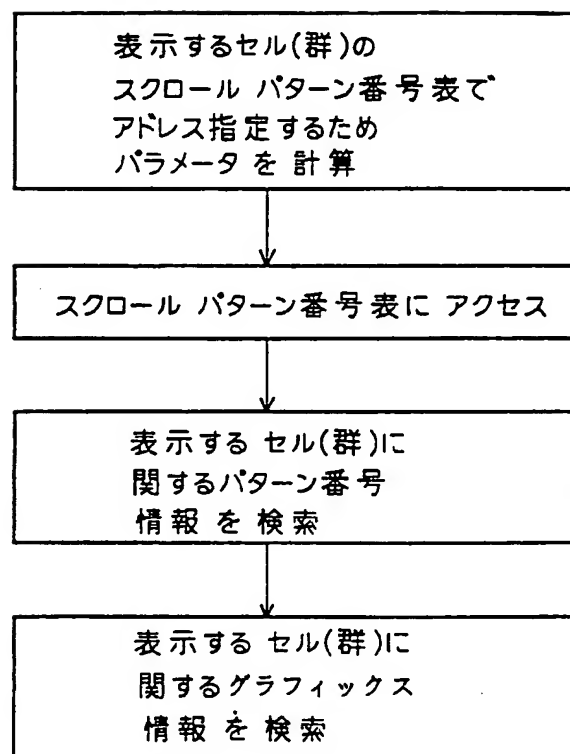 表示するセル(群)の
スクロール パターン番号表で
アドレス指定するため
パラメータ を 計算
スクロール パターン番号表に アクセス
表示する セル(群)に
関するパターン番号
情報 を 検索
表示する セル(群)に
関するグラフィックス
情報 を 検索